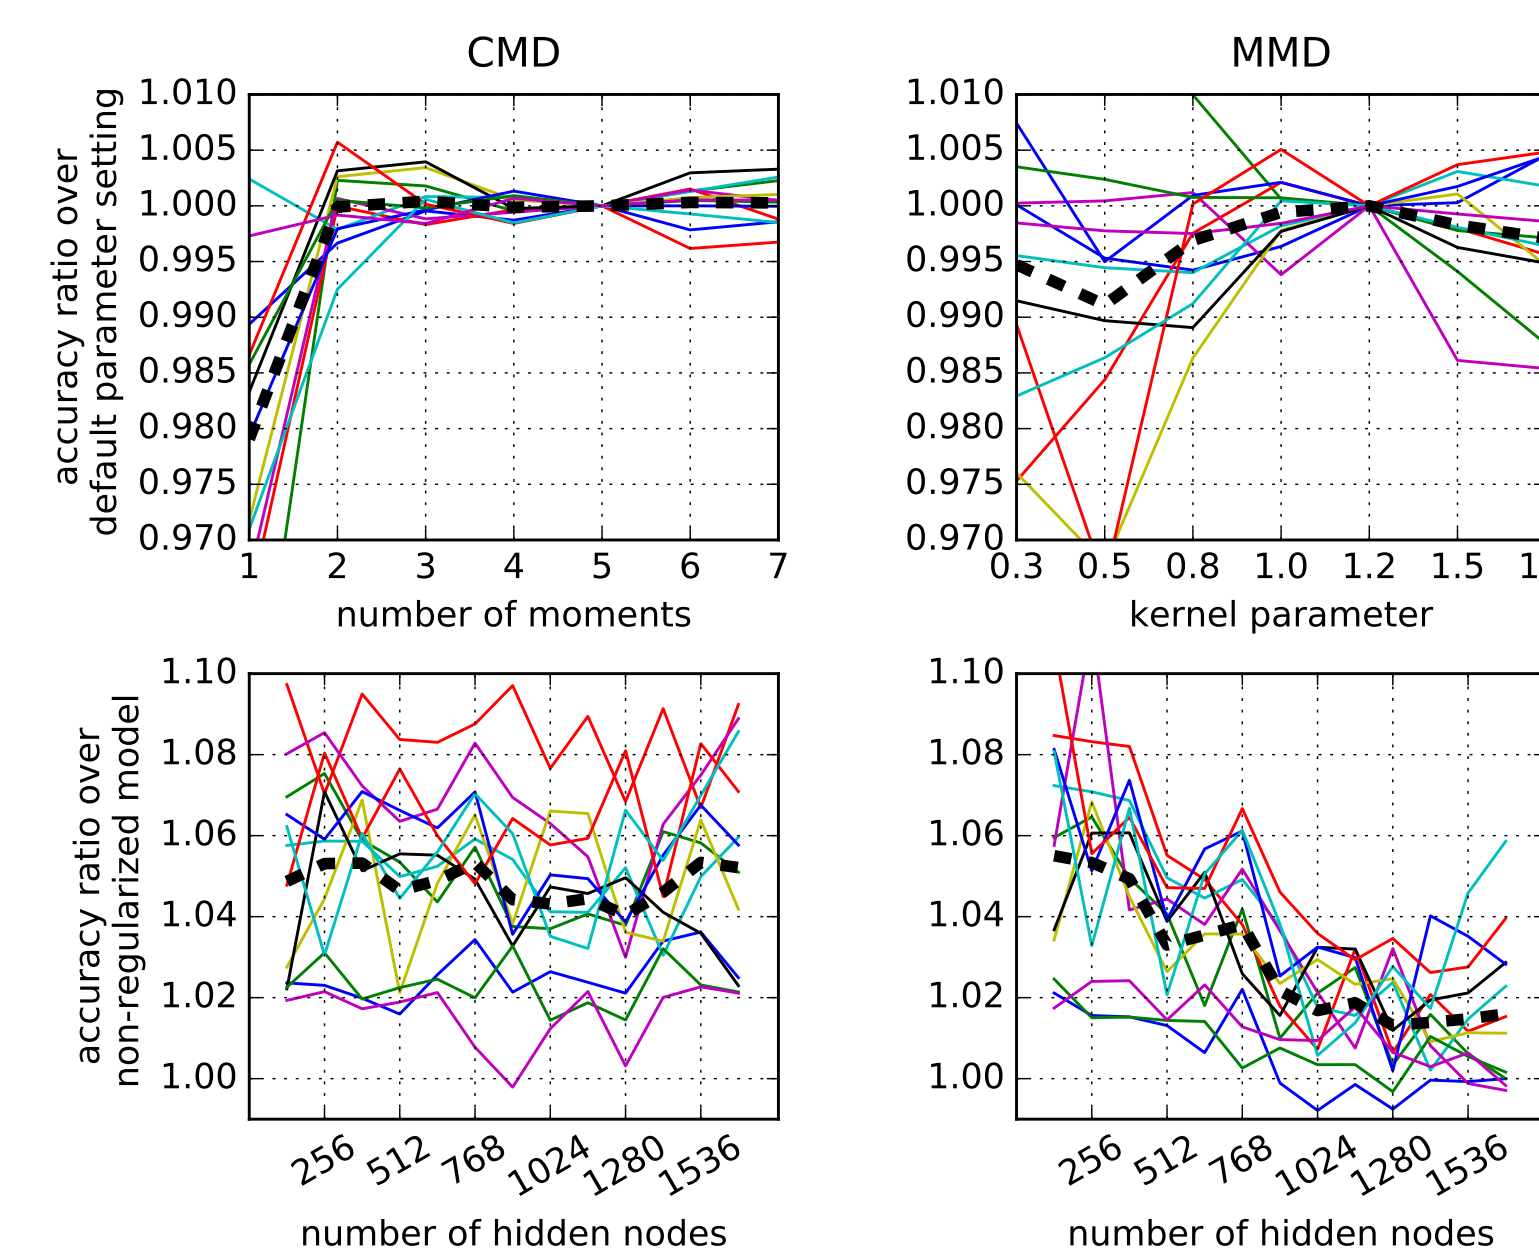 CMD
accuracy ratio over
default parameter setting
1.010
1.005
1.000
0.995
0.990
0.985
0.980
0.975
0.970
1 2 3 4 5 6 7
number of moments
MMD
1.010
1.005
1.000
0.995
0.990
0.985
0.980
0.975
0.970
0.3 0.5 0.8 1.0 1.2 1.5 1
kernel parameter
accuracy ratio over
non-regularized model
1.10
1.08
1.06
1.04
1.02
1.00
256 512 768 1024 1280 1536
number of hidden nodes
1.10
1.08
1.06
1.04
1.02
1.00
256 512 768 1024 1280 1536
number of hidden nodes